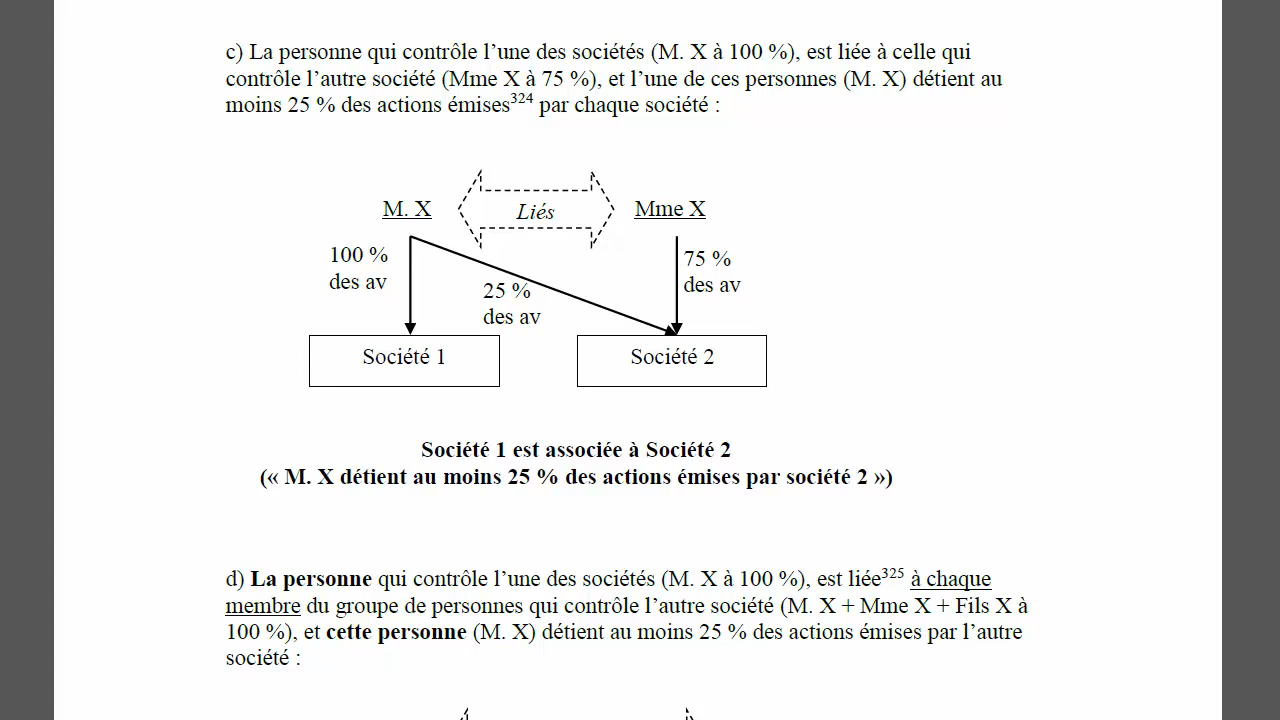 c) La personne qui contrôle l’une des sociétés (M. X à 100 %), est liée à celle qui
contrôle l’autre société (Mme X à 75 %), et l’une de ces personnes (M. X) détient au
moins 25 % des actions émises324 par chaque société :
M. X
Liés
Mme X
100 %
des av
25 %
des av
75 %
des av
Société 1
Société 2
Société 1 est associée à Société 2
(« M. X détient au moins 25 % des actions émises par société 2 »)
d) La personne qui contrôle l’une des sociétés (M. X à 100 %), est liée325 à chaque
membre du groupe de personnes qui contrôle l’autre société (M. X + Mme X + Fils X à
100 %), et cette personne (M. X) détient au moins 25 % des actions émises par l’autre
société :